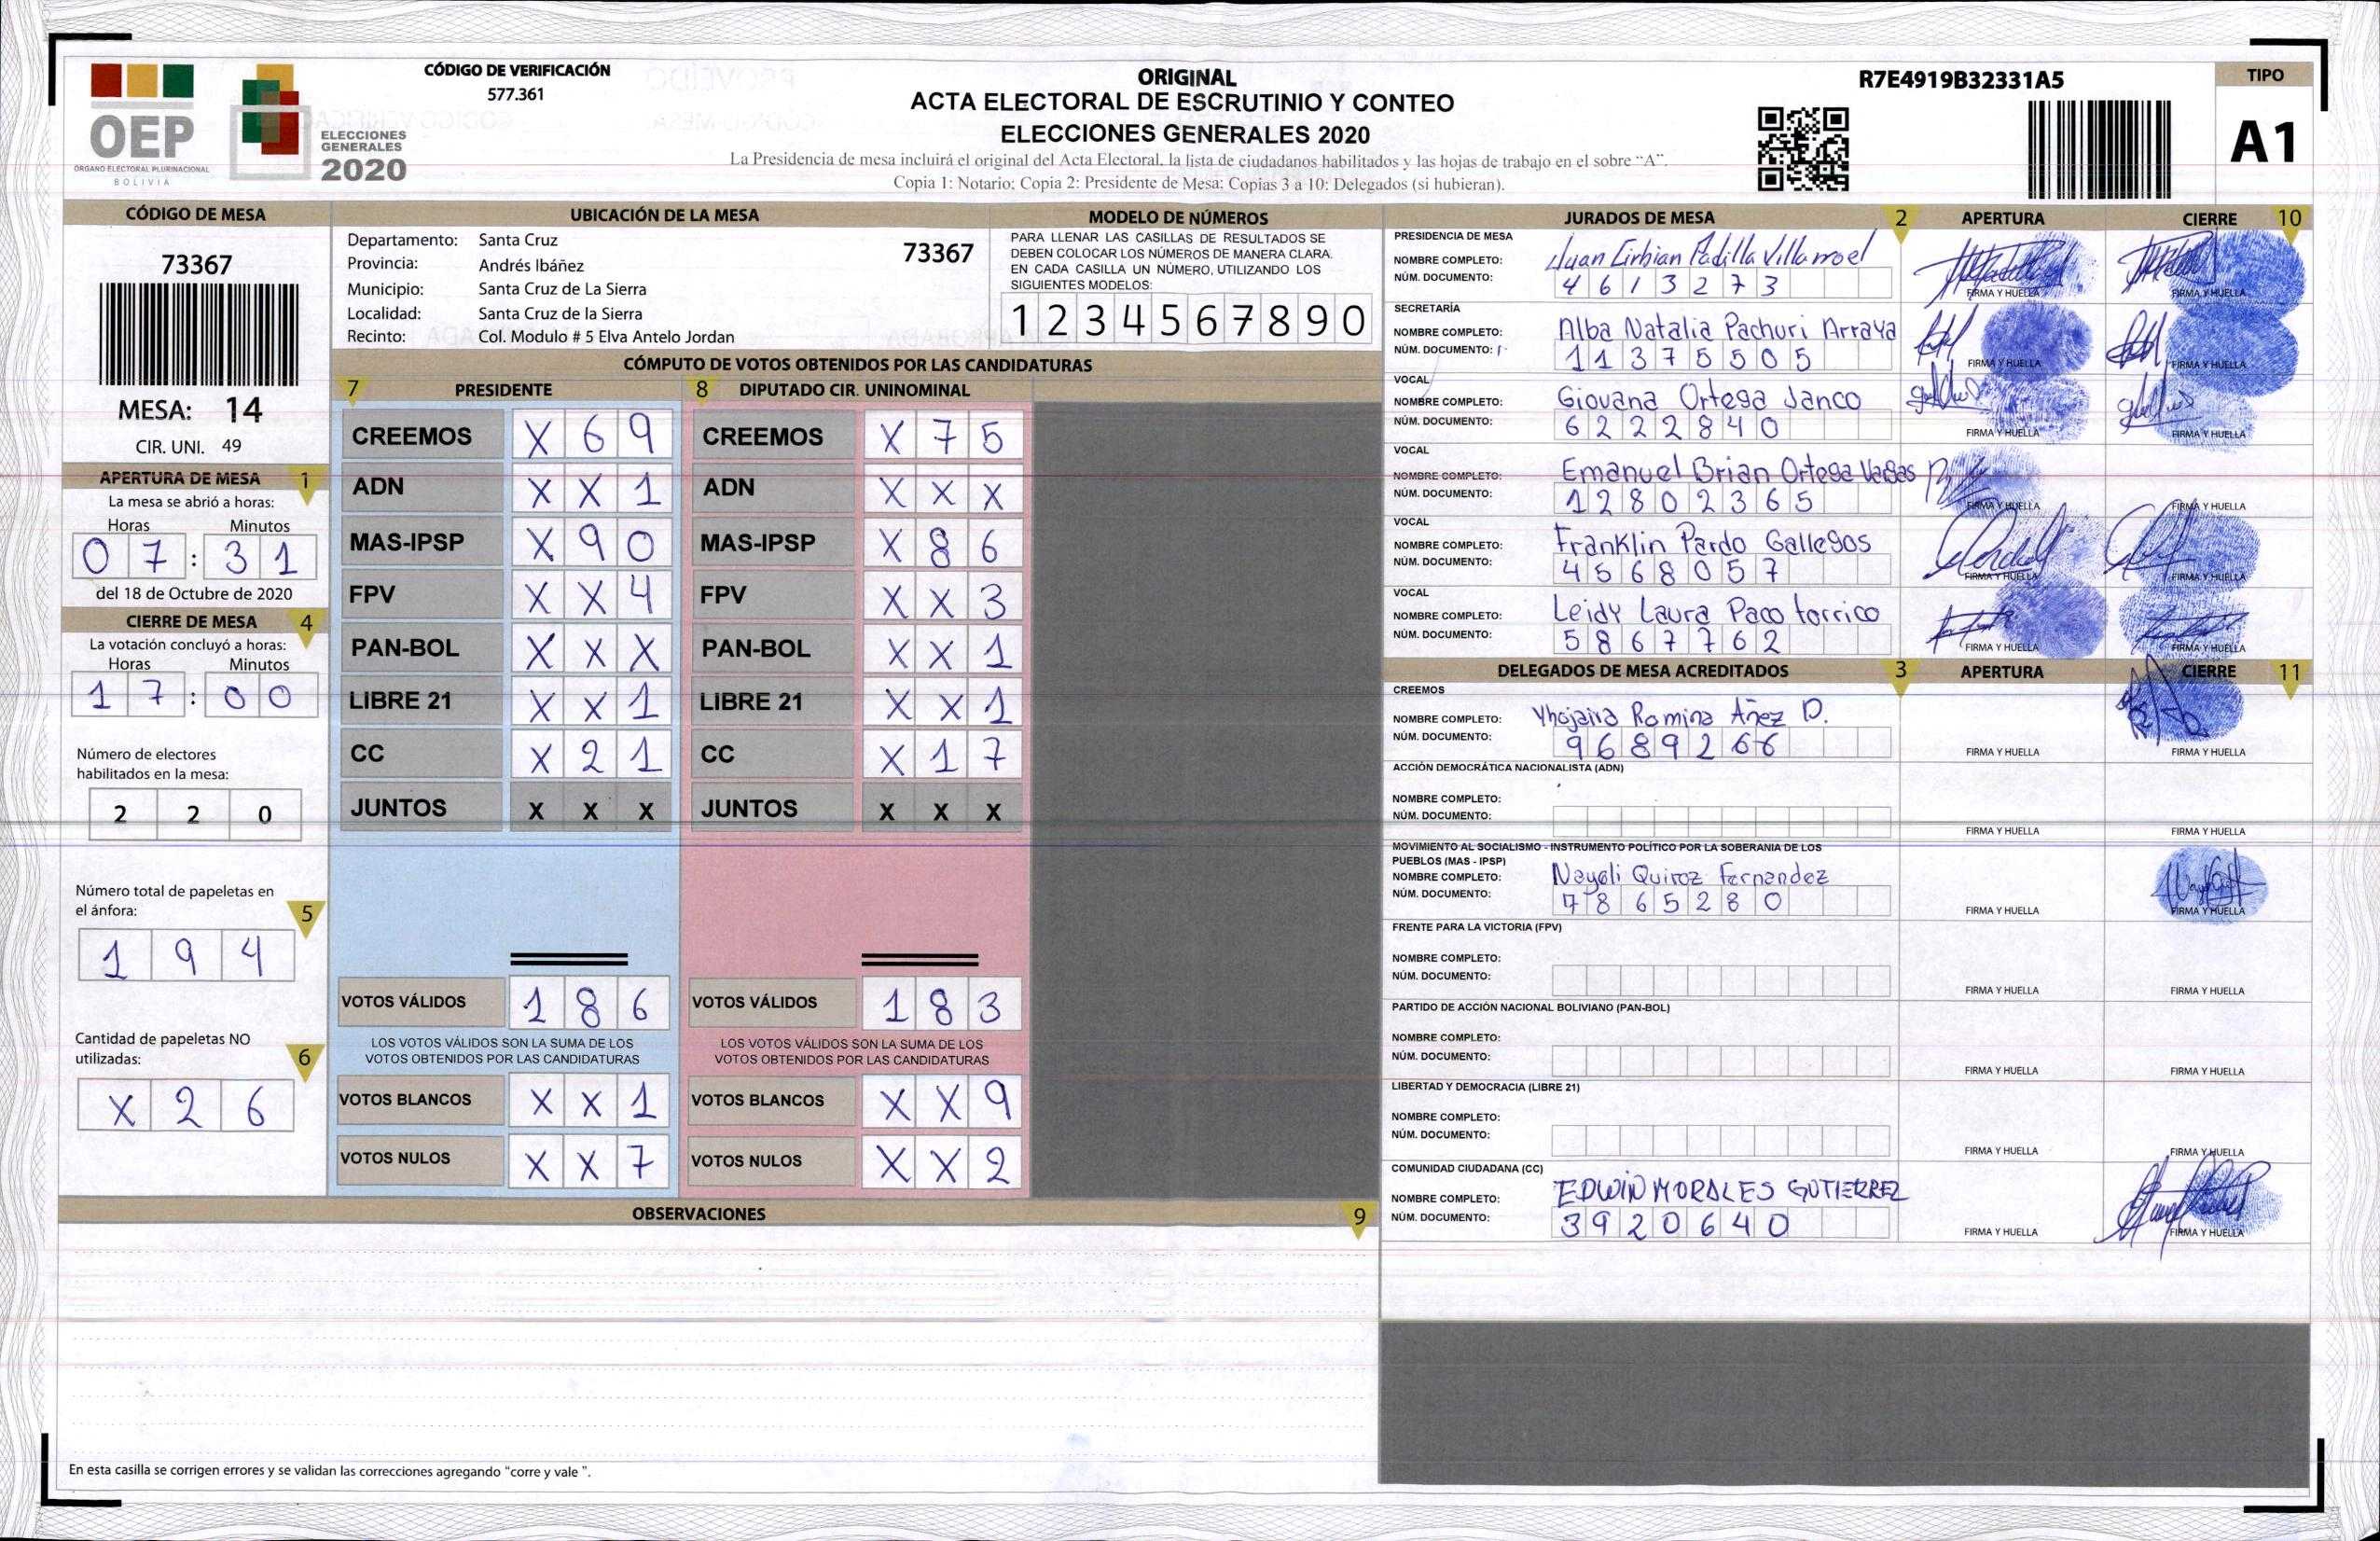 OEP
ÓRGANO ELECTORAL PLURINACIONAL
BOLIVIA
ELECCIONES
GENERALES
2020
CÓDIGO DE VERIFICACIÓN
577.361
ORIGINAL
ACTA ELECTORAL DE ESCRUTINIO Y CONTEO
ELECCIONES GENERALES 2020
La Presidencia de mesa incluirá el original del Acta Electoral, la lista de ciudadanos habilitados y las hojas de trabajo en el sobre "A".
Copia 1: Notario; Copia 2: Presidente de Mesa; Copias 3 a 10: Delegados (si hubieran).
R7E4919B32331A5
TIPO
A1
CÓDIGO DE MESA
73367
MESA: 14
CIR. UNI. 49
APERTURA DE MESA 1
La mesa se abrió a horas:
Horas Minutos
0 7 : 3 1
del 18 de Octubre de 2020
CIERRE DE MESA 4
La votación concluyó a horas:
Horas Minutos
1 7 : 0 0
Número de electores
habilitados en la mesa:
2 2 0
Número total de papeletas en
el ánfora: 5
1 9 4
Cantidad de papeletas NO
utilizadas: 6
X 2 6
UBICACIÓN DE LA MESA
Departamento: Santa Cruz
73367
Provincia: Andrés Ibáñez
Municipio: Santa Cruz de La Sierra
Localidad: Santa Cruz de la Sierra
Recinto: Col. Modulo # 5 Elva Antelo Jordan
MODELO DE NÚMEROS
PARA LLENAR LAS CASILLAS DE RESULTADOS SE
DEBEN COLOCAR LOS NÚMEROS DE MANERA CLARA.
EN CADA CASILLA UN NÚMERO, UTILIZANDO LOS
SIGUIENTES MODELOS:
1 2 3 4 5 6 7 8 9 0
CÓMPUTO DE VOTOS OBTENIDOS POR LAS CANDIDATURAS
7 PRESIDENTE 8 DIPUTADO CIR. UNINOMINAL
CREEMOS X 6 9 CREEMOS X 7 5
ADN X X 1 ADN X X X
MAS-IPSP X 9 0 MAS-IPSP X 8 6
FPV X X 4 FPV X X 3
PAN-BOL X X X PAN-BOL X X 1
LIBRE 21 X X 1 LIBRE 21 X X 1
CC X 2 1 CC X 1 7
JUNTOS X X X JUNTOS X X X
VOTOS VÁLIDOS 1 8 6 VOTOS VÁLIDOS 1 8 3
LOS VOTOS VÁLIDOS SON LA SUMA DE LOS LOS VOTOS VÁLIDOS SON LA SUMA DE LOS
VOTOS OBTENIDOS POR LAS CANDIDATURAS VOTOS OBTENIDOS POR LAS CANDIDATURAS
VOTOS BLANCOS X X 1 VOTOS BLANCOS X X 9
VOTOS NULOS X X 7 VOTOS NULOS X X 2
OBSERVACIONES 9
En esta casilla se corrigen errores y se validan las correcciones agregando "corre y vale ".
JURADOS DE MESA 2 APERTURA CIERRE 10
PRESIDENCIA DE MESA
NOMBRE COMPLETO: Juan Padilla Villarroel
NÚM. DOCUMENTO: 4 6 1 3 2 7 3
FIRMA Y HUELLA FIRMA Y HUELLA
SECRETARÍA
NOMBRE COMPLETO: Alba Natalia Pachuri Arraya
NÚM. DOCUMENTO: 1 1 3 7 5 5 0 5
FIRMA Y HUELLA FIRMA Y HUELLA
VOCAL
NOMBRE COMPLETO: Giovana Ortega Janco
NÚM. DOCUMENTO: 6 2 2 2 8 4 0
FIRMA Y HUELLA FIRMA Y HUELLA
VOCAL
NOMBRE COMPLETO: Emanuel Brian Ortega Vargas
NÚM. DOCUMENTO: 1 2 8 0 2 3 6 5
FIRMA Y HUELLA FIRMA Y HUELLA
VOCAL
NOMBRE COMPLETO: Franklin Pardo Gallegos
NÚM. DOCUMENTO: 4 5 6 8 0 5 7
FIRMA Y HUELLA FIRMA Y HUELLA
VOCAL
NOMBRE COMPLETO: Leidy Laura Paco torrico
NÚM. DOCUMENTO: 5 8 6 7 7 6 2
FIRMA Y HUELLA FIRMA Y HUELLA
DELEGADOS DE MESA ACREDITADOS 3 APERTURA CIERRE 11
CREEMOS
NOMBRE COMPLETO: Yhojaira Romina Añez D.
NÚM. DOCUMENTO: 9 6 8 9 2 6 6
FIRMA Y HUELLA FIRMA Y HUELLA
ACCIÓN DEMOCRÁTICA NACIONALISTA (ADN)
NOMBRE COMPLETO:
NÚM. DOCUMENTO:
FIRMA Y HUELLA FIRMA Y HUELLA
MOVIMIENTO AL SOCIALISMO - INSTRUMENTO POLÍTICO POR LA SOBERANIA DE LOS
PUEBLOS (MAS - IPSP)
NOMBRE COMPLETO: Nayeli Quiroz Fernandez
NÚM. DOCUMENTO: 7 8 6 5 2 8 0
FIRMA Y HUELLA FIRMA Y HUELLA
FRENTE PARA LA VICTORIA (FPV)
NOMBRE COMPLETO:
NÚM. DOCUMENTO:
FIRMA Y HUELLA FIRMA Y HUELLA
PARTIDO DE ACCIÓN NACIONAL BOLIVIANO (PAN-BOL)
NOMBRE COMPLETO:
NÚM. DOCUMENTO:
FIRMA Y HUELLA FIRMA Y HUELLA
LIBERTAD Y DEMOCRACIA (LIBRE 21)
NOMBRE COMPLETO:
NÚM. DOCUMENTO:
FIRMA Y HUELLA FIRMA Y HUELLA
COMUNIDAD CIUDADANA (CC)
NOMBRE COMPLETO: EDWIN MORALES GUTIERREZ
NÚM. DOCUMENTO: 3 9 2 0 6 4 0
FIRMA Y HUELLA FIRMA Y HUELLA